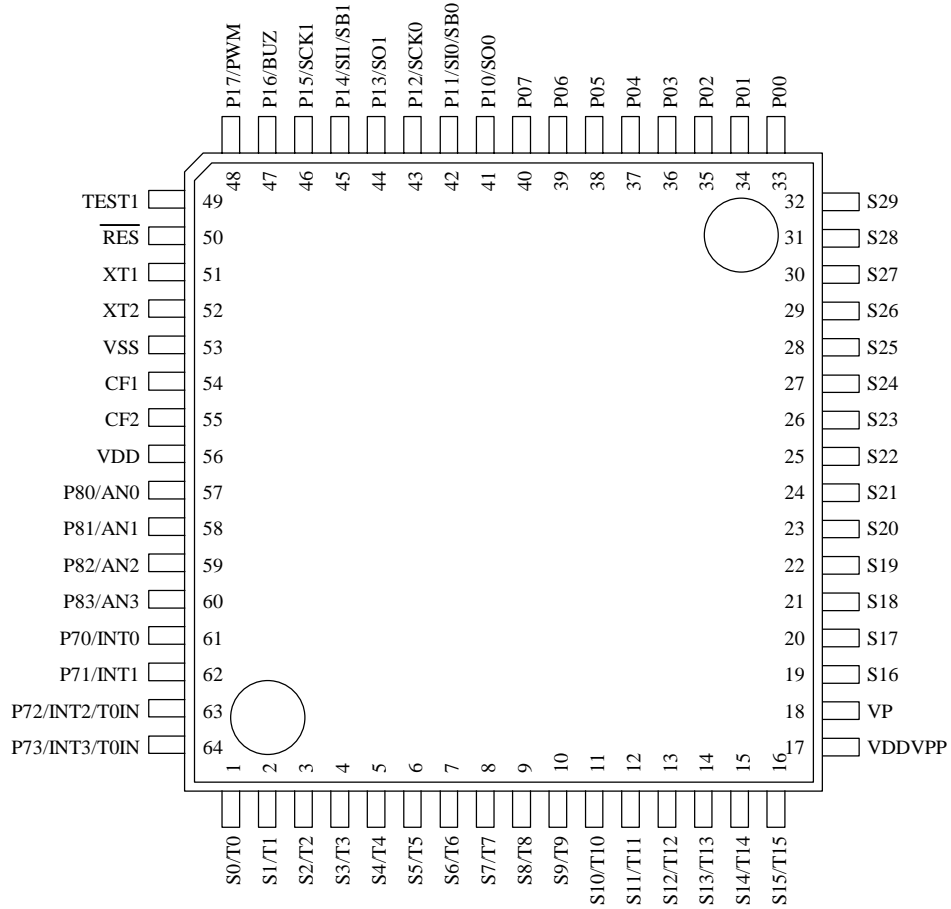 P17/PWM
P16/BUZ
P15/SCK1
P14/SI1/SB1
P13/SO1
P12/SCK0
P11/SI0/SB0
P10/SO0
P07
P06
P05
P04
P03
P02
P01
P00
48
47
46
45
44
43
42
41
40
39
38
37
36
35
34
33
TEST1 49
RES 50
XT1 51
XT2 52
VSS 53
CF1 54
CF2 55
VDD 56
P80/AN0 57
P81/AN1 58
P82/AN2 59
P83/AN3 60
P70/INT0 61
P71/INT1 62
P72/INT2/T0IN 63
P73/INT3/T0IN 64
32 S29
31 S28
30 S27
29 S26
28 S25
27 S24
26 S23
25 S22
24 S21
23 S20
22 S19
21 S18
20 S17
19 S16
18 VP
17 VDDVPP
1
2
3
4
5
6
7
8
9
10
11
12
13
14
15
16
S0/T0
S1/T1
S2/T2
S3/T3
S4/T4
S5/T5
S6/T6
S7/T7
S8/T8
S9/T9
S10/T10
S11/T11
S12/T12
S13/T13
S14/T14
S15/T15